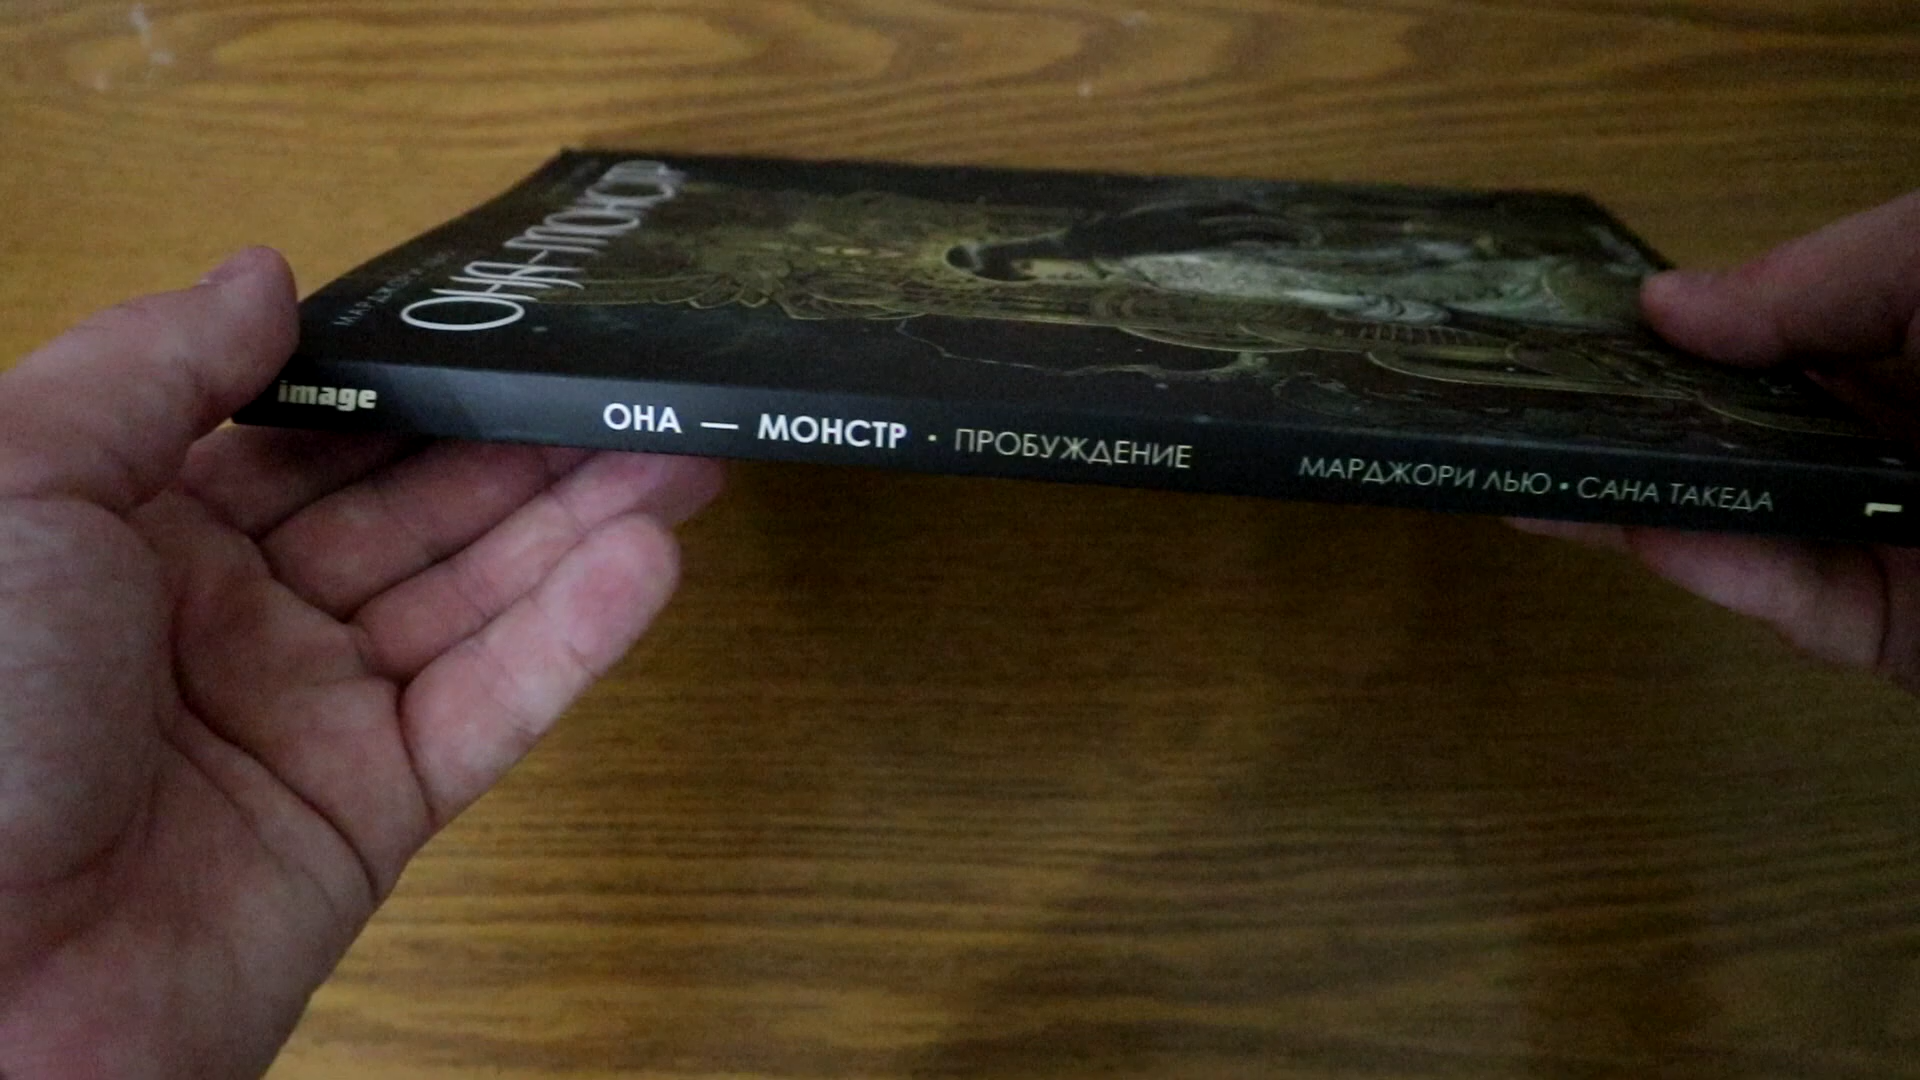 ОНА-МОНСТР
image
ОНА — МОНСТР • ПРОБУЖДЕНИЕ
МАРДЖОРИ ЛЬЮ • САНА ТАКЕДА
1